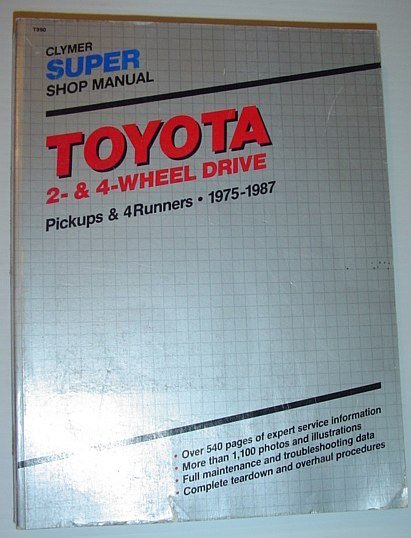 T350
CLYMER
SUPER
SHOP MANUAL
TOYOTA
2- & 4-WHEEL DRIVE
Pickups & 4Runners • 1975-1987
• Over 540 pages of expert service information
• More than 1,100 photos and illustrations
• Full maintenance and troubleshooting data
• Complete teardown and overhaul procedures